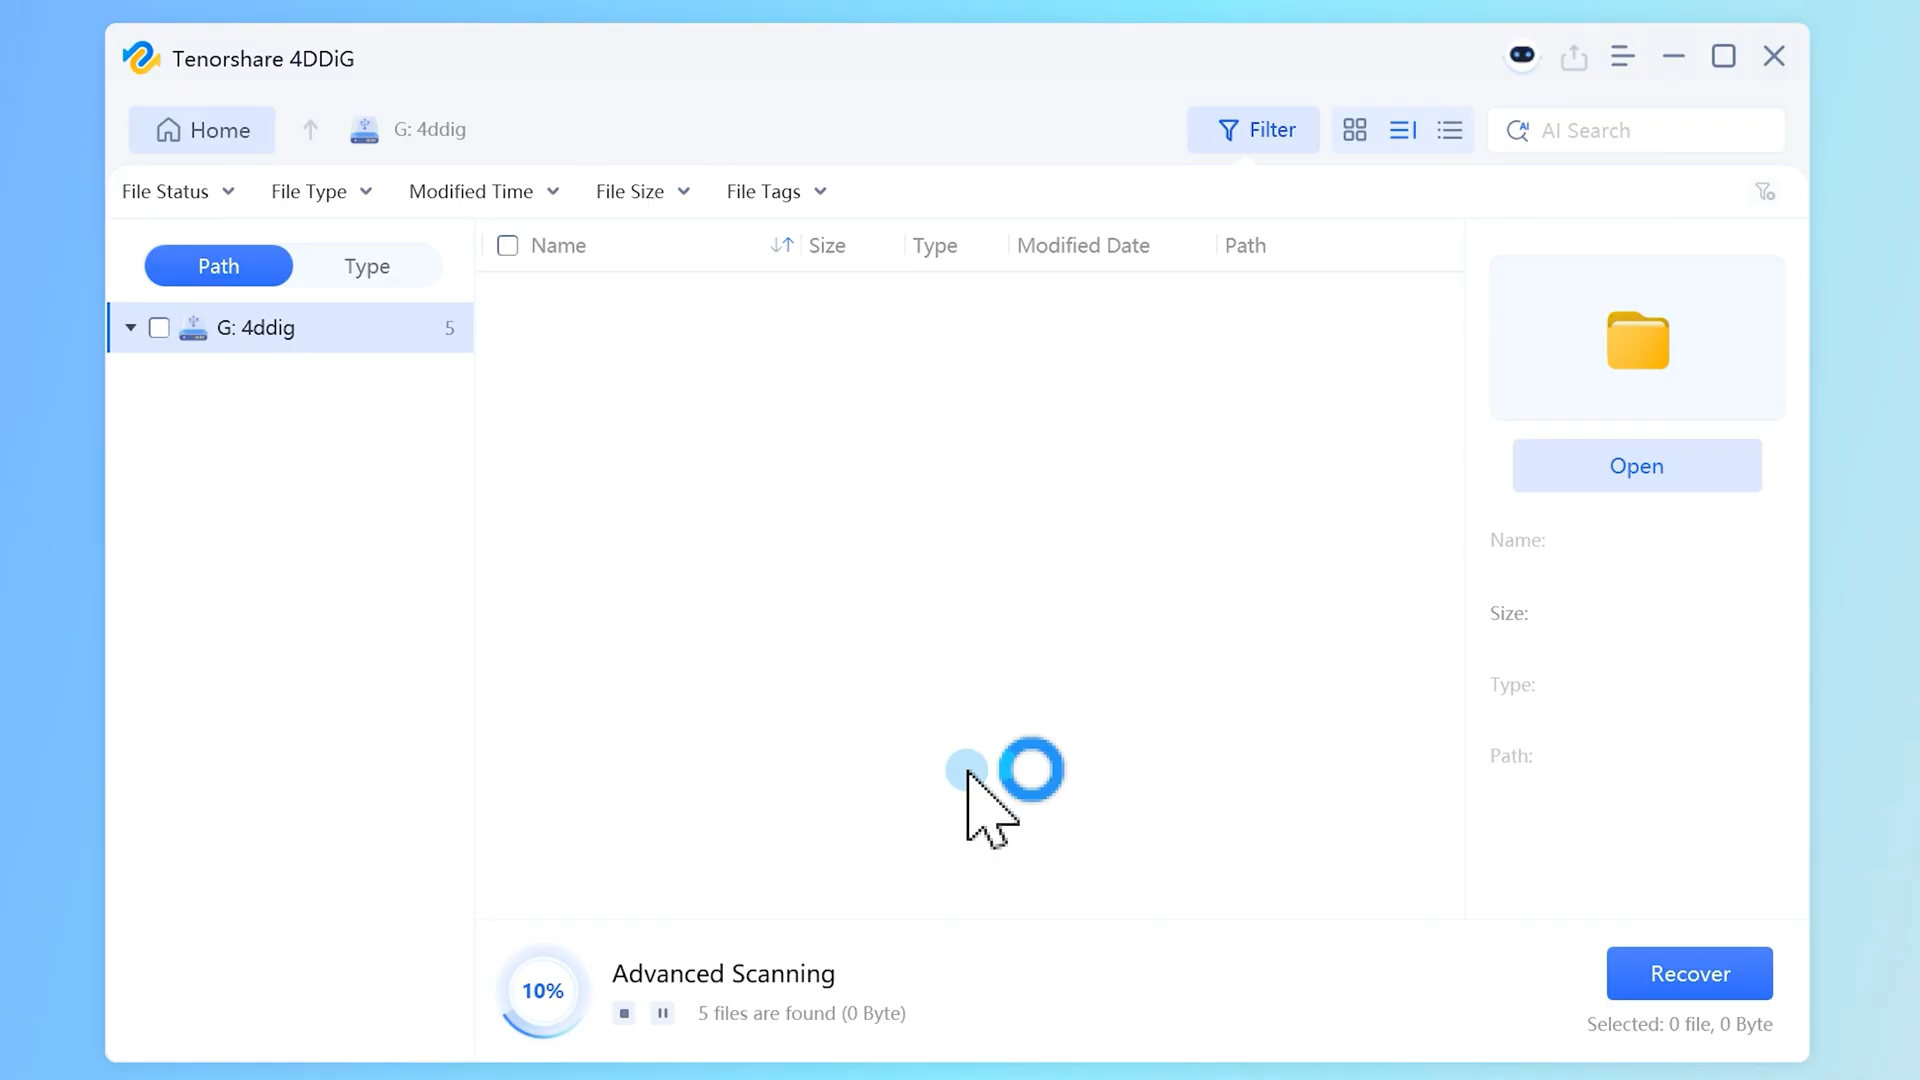 Tenorshare 4DDiG
Home
G: 4ddig
Filter
AI Search
File Status
File Type
Modified Time
File Size
File Tags
Path
Type
Name
Size
Type
Modified Date
Path
G: 4ddig
5
Open
Name:
Size:
Type:
Path:
10%
Advanced Scanning
5 files are found (0 Byte)
Recover
Selected: 0 file, 0 Byte